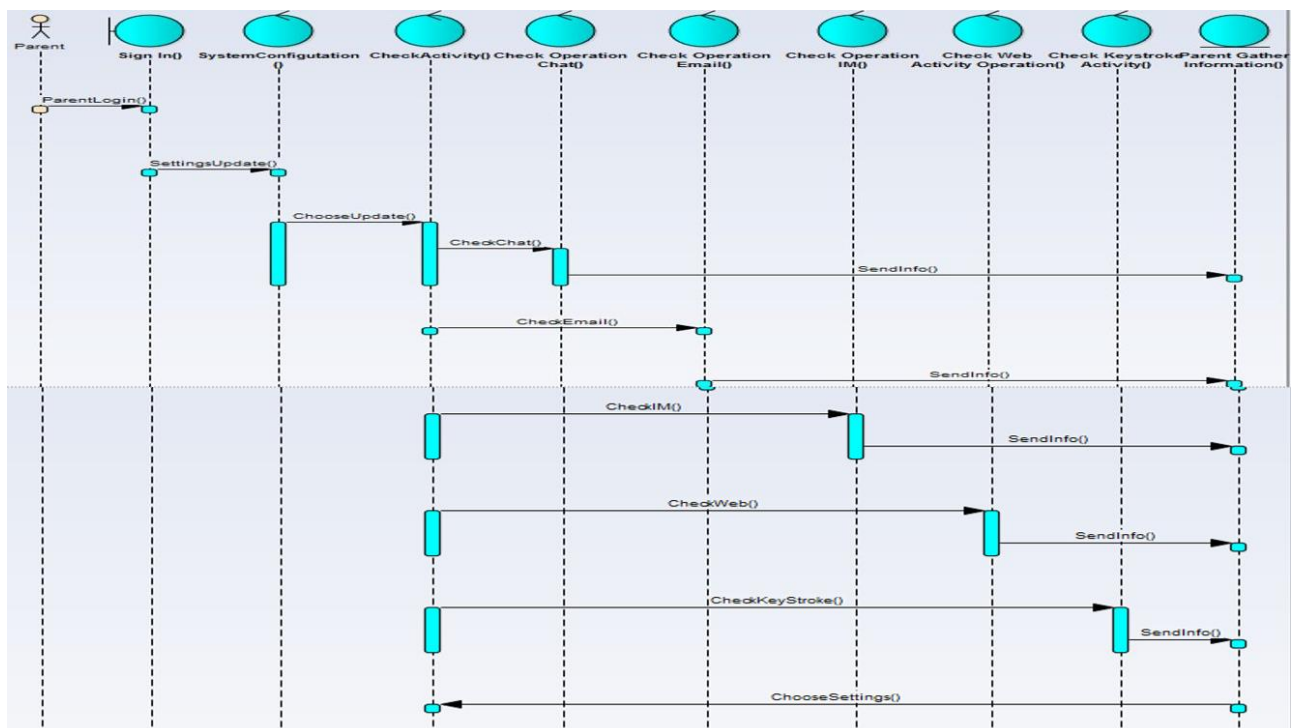 Parent
Sign In()
SystemConfigutation
()
CheckActivity()
Check Operation
Chat()
Check Operation
Email()
Check Operation
IM()
Check Web
Activity Operation()
Check Keystroke
Activity()
Parent Gather
Information()
ParentLogin()
SettingsUpdate()
ChooseUpdate()
CheckChat()
SendInfo()
CheckEmail()
SendInfo()
CheckIM()
SendInfo()
CheckWeb()
SendInfo()
CheckKeyStroke()
SendInfo()
ChooseSettings()